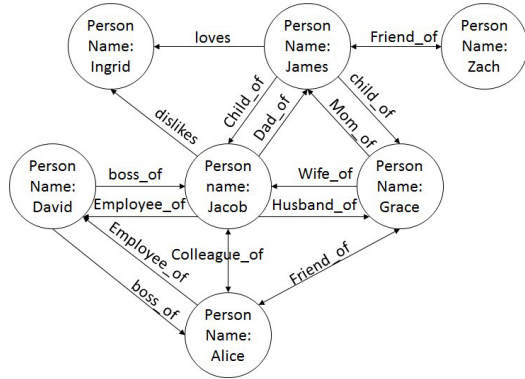 Person
Name:
Ingrid
loves
Person
Name:
James
Friend_of
Person
Name:
Zach
dislikes
Child_of
Dad_of
child_of
Mom_of
Person
Name:
David
boss_of
Employee_of
Person
name:
Jacob
Wife_of
Husband_of
Person
Name:
Grace
Employee_of
boss_of
Colleague_of
Friend_of
Person
Name:
Alice